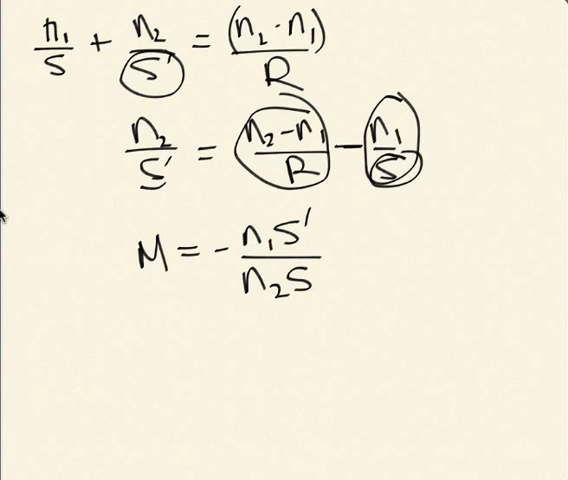 n₁/s + n₂/s' = (n₂-n₁)/R
n₂/s' = n₂-n₁/R - n₁/s
M = - n₁s'/n₂s